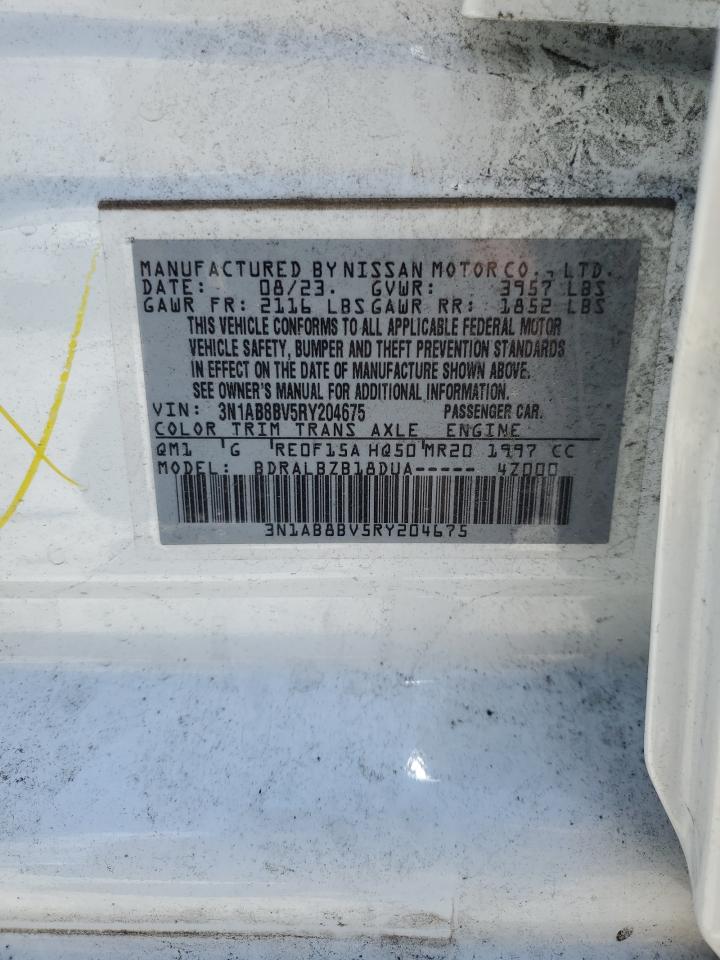 MANUFACTURED BY NISSAN MOTOR CO., LTD.
DATE: 08/23. GVWR: 3957 LBS
GAWR FR: 2116 LBS GAWR RR: 1852 LBS
THIS VEHICLE CONFORMS TO ALL APPLICABLE FEDERAL MOTOR
VEHICLE SAFETY, BUMPER AND THEFT PREVENTION STANDARDS
IN EFFECT ON THE DATE OF MANUFACTURE SHOWN ABOVE.
SEE OWNER'S MANUAL FOR ADDITIONAL INFORMATION.
VIN: 3N1AB8BV5RY204675 PASSENGER CAR.
COLOR TRIM TRANS AXLE ENGINE
QM1 G RE0F15A HQ50 MR20 1997 CC
MODEL: BDRALBZB18DUA----- 4Z000
3N1AB8BV5RY204675